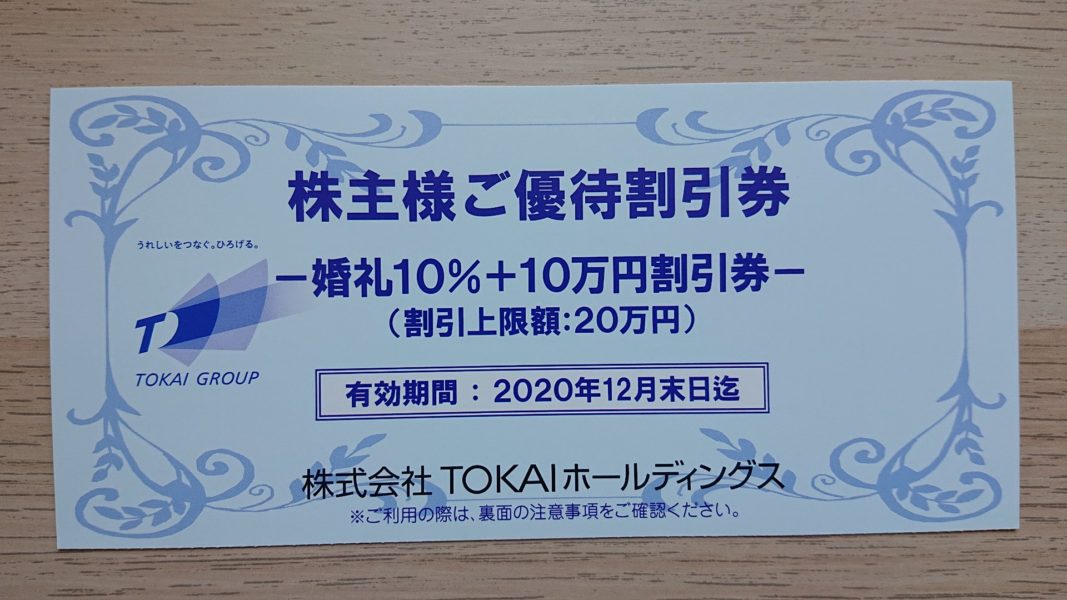 株主様ご優待割引券
うれしいをつなぐ。ひろげる。
－婚礼10%＋10万円割引券－
（割引上限額:20万円）
T
TOKAI GROUP
有効期間 : 2020年12月末日迄
株式会社 TOKAIホールディングス
※ご利用の際は、裏面の注意事項をご確認ください。